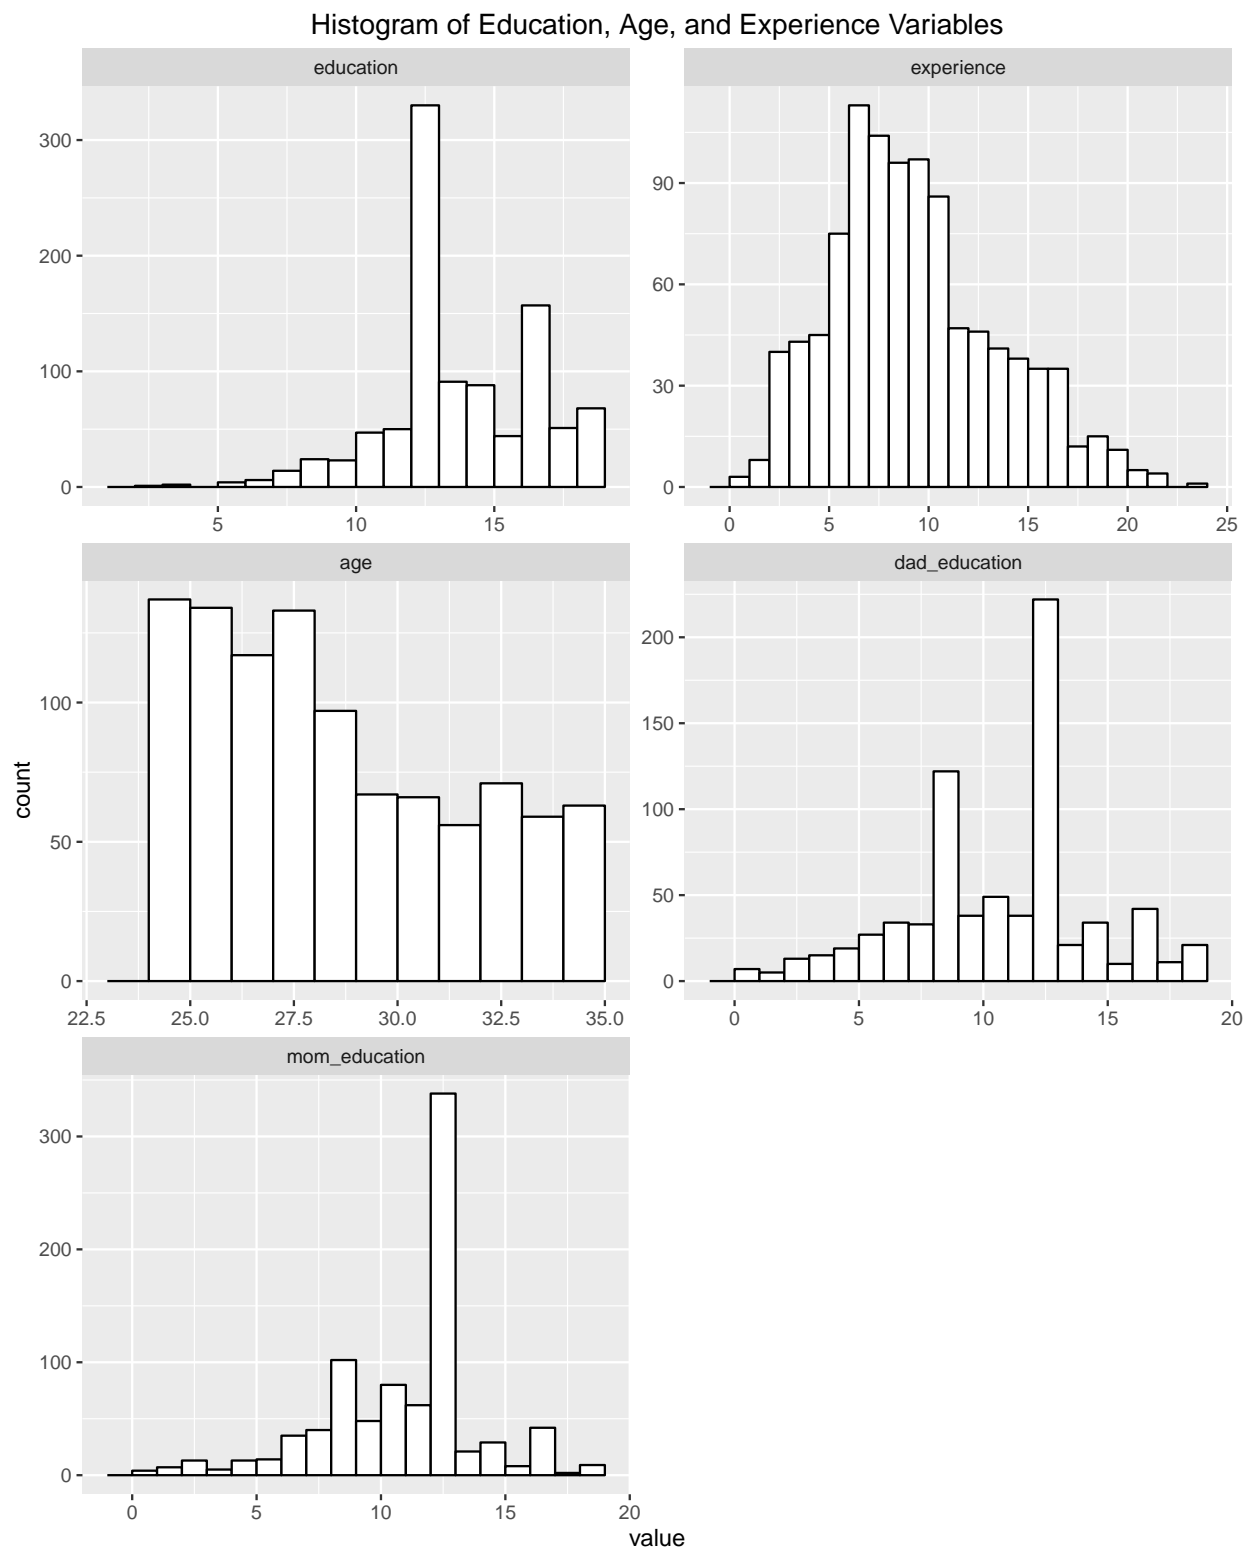 Histogram of Education, Age, and Experience Variables
education
experience
300
200
100
0
5 10 15
90
60
30
0
0 5 10 15 20 25
age
dad_education
100
50
0
22.5 25.0 27.5 30.0 32.5 35.0
200
150
100
50
0
0 5 10 15 20
count
mom_education
300
200
100
0
0 5 10 15 20
value